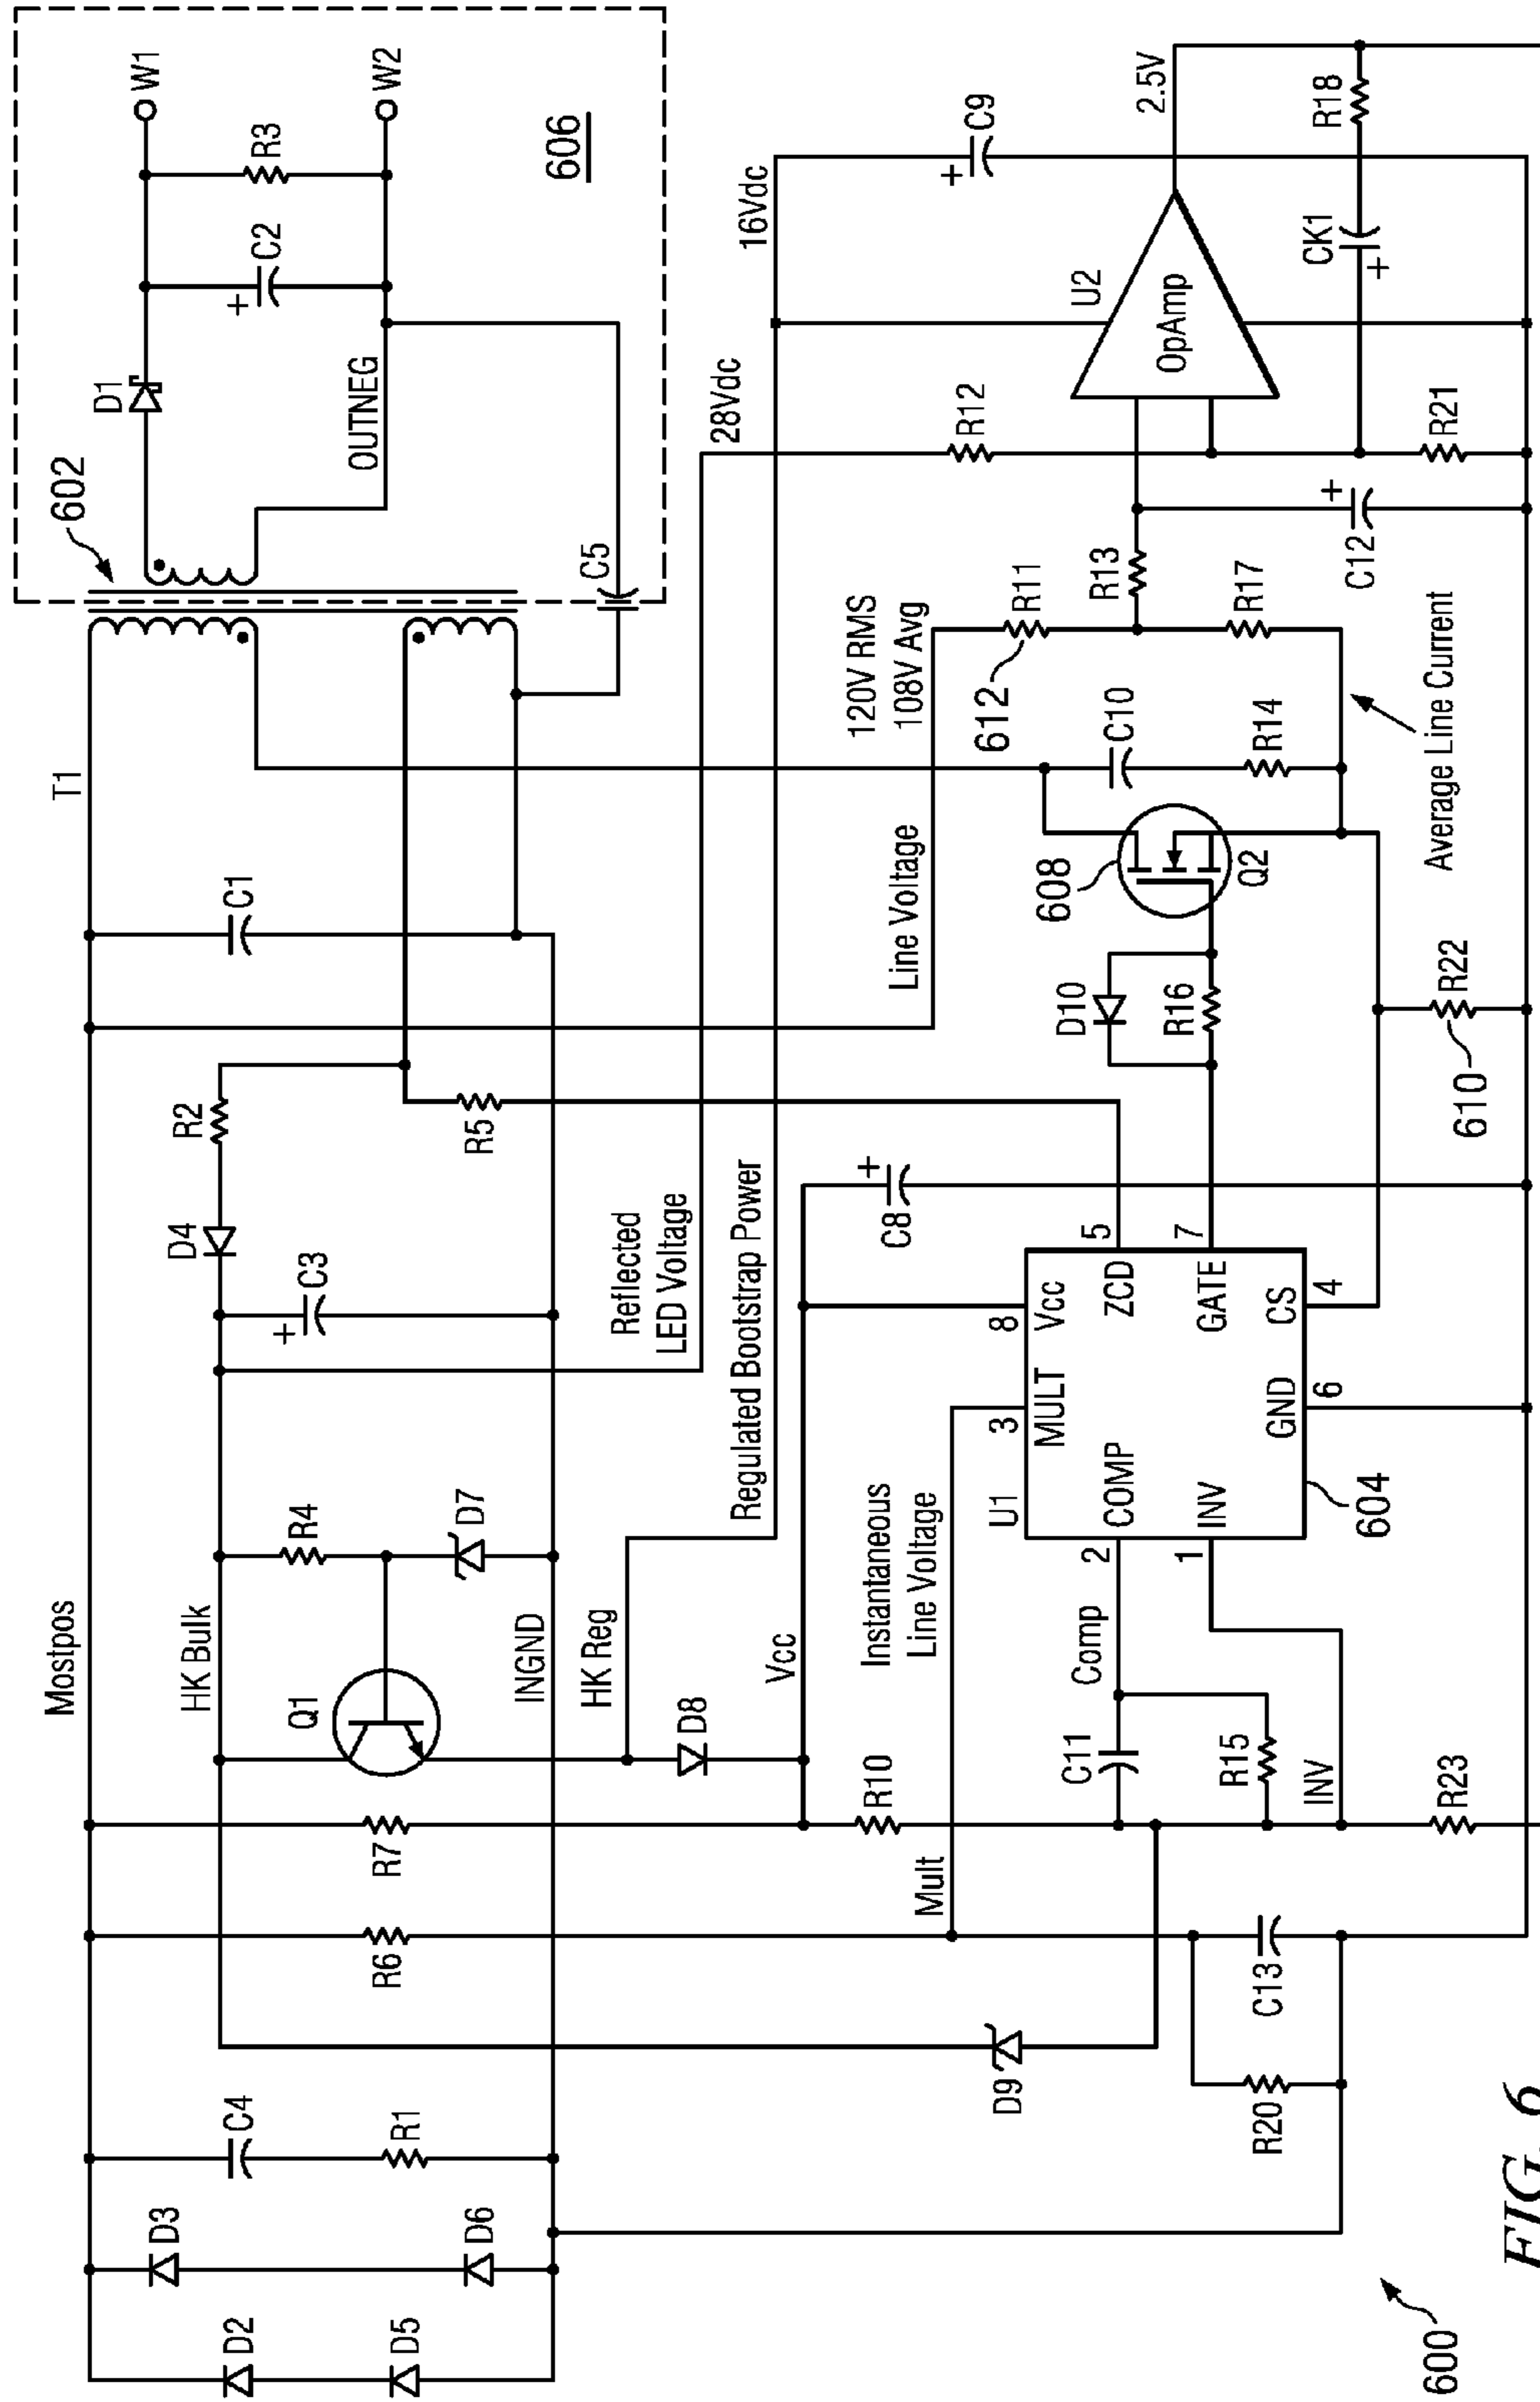 Mostpos
T1
602
D1
W1
W2
C2
R3
606
OUTNEG
C5
D2
D3
D5
D6
C4
R1
R6
R7
HK Bulk
Q1
R4
D7
INGND
HK Reg
D8
D4
R2
C3
R5
C1
Reflected
LED Voltage
28Vdc
Regulated Bootstrap Power
16Vdc
C9
Vcc
C8
Line Voltage
120V RMS
108V Avg
R11
612
R13
R17
R12
U2
OpAmp
2.5V
CK1
R18
R21
C12
C10
R14
608
Q2
Average Line Current
D10
R16
R22
610
Instantaneous
Line Voltage
Mult
R10
D9
C11
R15
Comp
INV
R23
C13
R20
U1
3
8
MULT
Vcc
2
COMP
ZCD
5
1
INV
GATE
7
GND
CS
6
4
604
600
FIG. 6